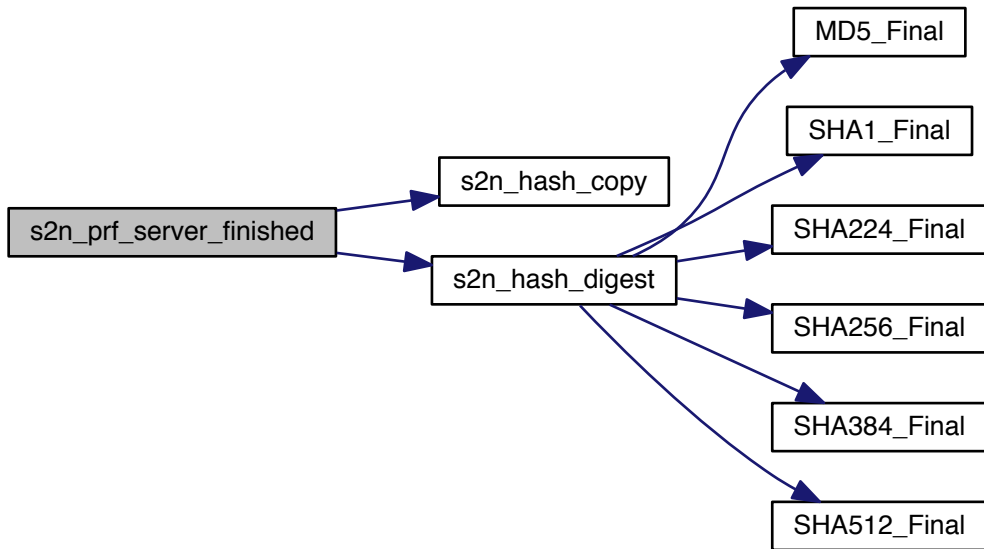 MD5_Final
SHA1_Final
s2n_hash_copy
s2n_prf_server_finished
SHA224_Final
s2n_hash_digest
SHA256_Final
SHA384_Final
SHA512_Final